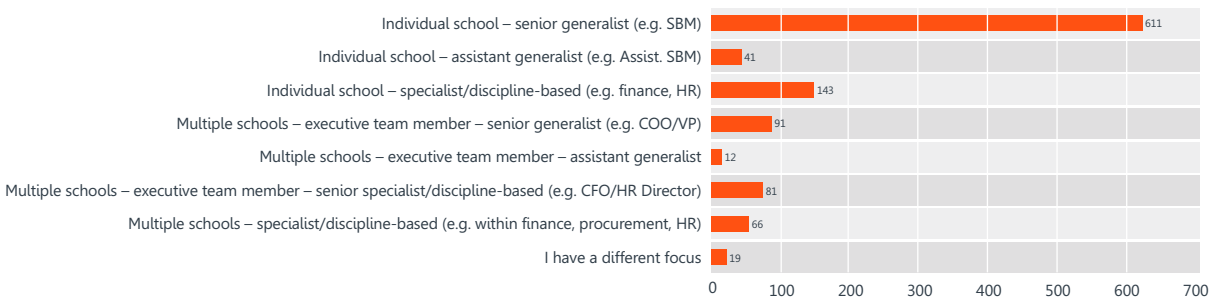 Individual school – senior generalist (e.g. SBM) 611
Individual school – assistant generalist (e.g. Assist. SBM) 41
Individual school – specialist/discipline-based (e.g. finance, HR) 143
Multiple schools – executive team member – senior generalist (e.g. COO/VP) 91
Multiple schools – executive team member – assistant generalist 12
Multiple schools – executive team member – senior specialist/discipline-based (e.g. CFO/HR Director) 81
Multiple schools – specialist/discipline-based (e.g. within finance, procurement, HR) 66
I have a different focus 19
0 100 200 300 400 500 600 700